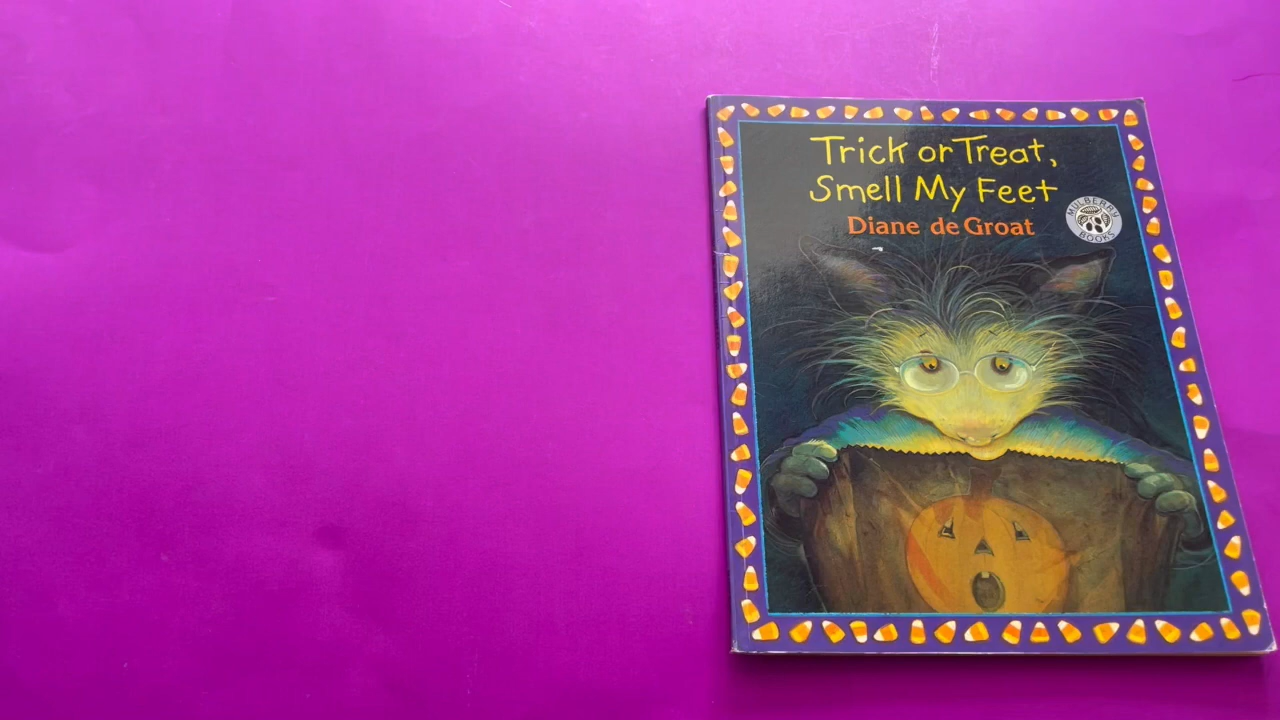 Trick or Treat,
Smell My Feet
Diane de Groat
MULBERRY
BOOKS